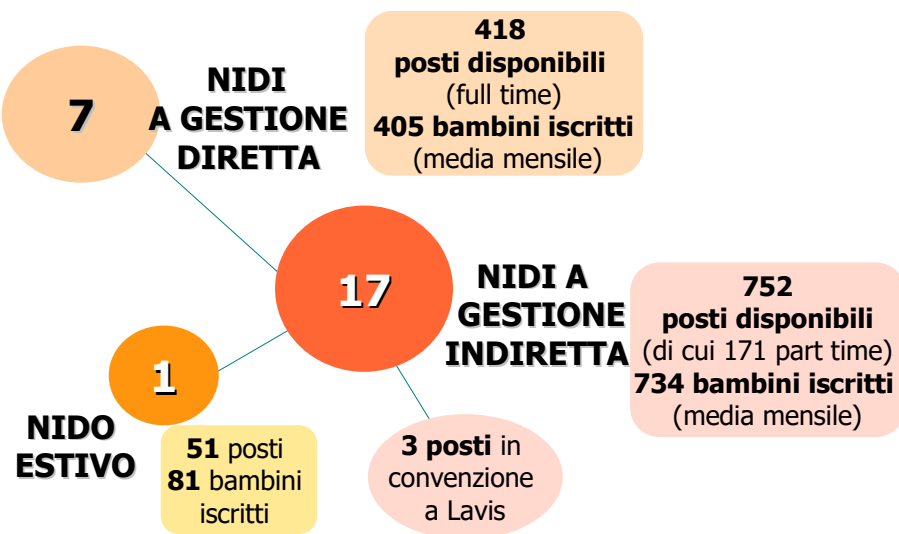 7
NIDI
A GESTIONE
DIRETTA
418
posti disponibili
(full time)
405 bambini iscritti
(media mensile)
17
NIDI A
GESTIONE
INDIRETTA
752
posti disponibili
(di cui 171 part time)
734 bambini iscritti
(media mensile)
1
NIDO
ESTIVO
51 posti
81 bambini
iscritti
3 posti in
convenzione
a Lavis